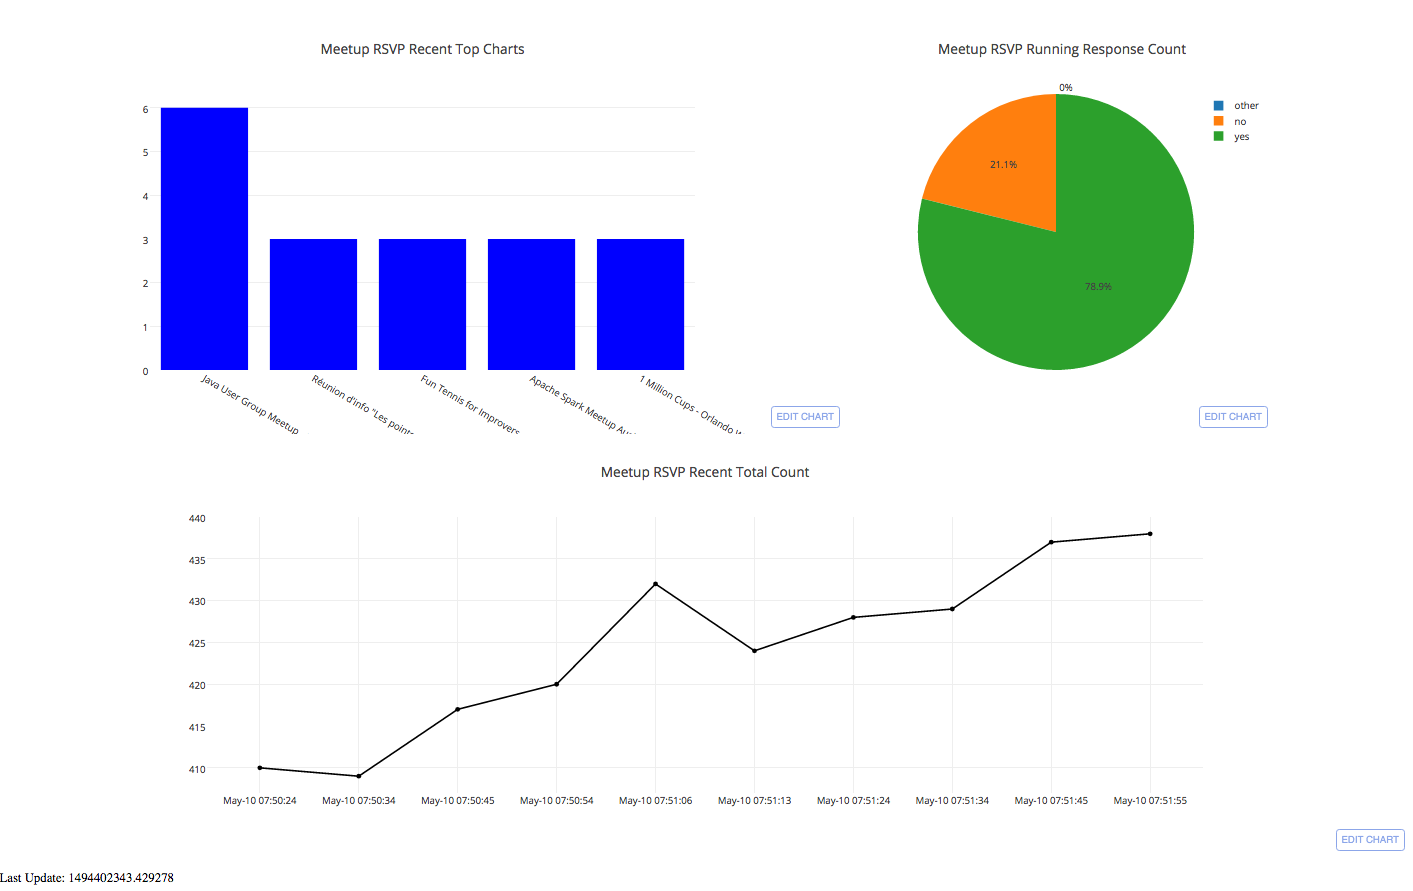 Meetup RSVP Recent Top Charts
6
5
4
3
2
1
0
Java User Group Meetup
Réunion d'info "Les
Fun Tennis for Improvers
Apache Spark Meetup
1 Million Cups - Orlando
EDIT CHART
Meetup RSVP Running Response Count
0%
21.1%
78.9%
other
no
yes
EDIT CHART
Meetup RSVP Recent Total Count
440
435
430
425
420
415
410
May-10 07:50:24 May-10 07:50:34 May-10 07:50:45 May-10 07:50:54 May-10 07:51:06 May-10 07:51:13 May-10 07:51:24 May-10 07:51:34 May-10 07:51:45 May-10 07:51:55
EDIT CHART
Last Update: 1494402343.429278